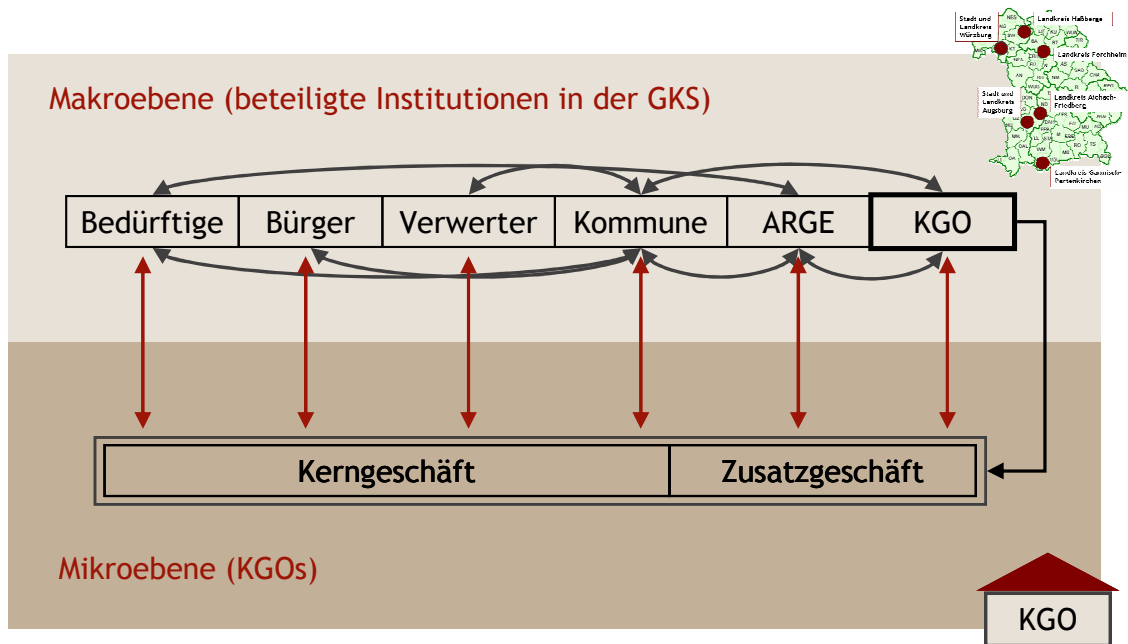 Stadt und
Landkreis
Würzburg
Landkreis Haßberge
Landkreis Forchheim
Stadt und
Landkreis
Augsburg
Landkreis Aichach-
Friedberg
Landkreis Garmisch-
Partenkirchen
Makroebene (beteiligte Institutionen in der GKS)
Bedürftige Bürger Verwerter Kommune ARGE KGO
Kerngeschäft Zusatzgeschäft
Mikroebene (KGOs)
KGO